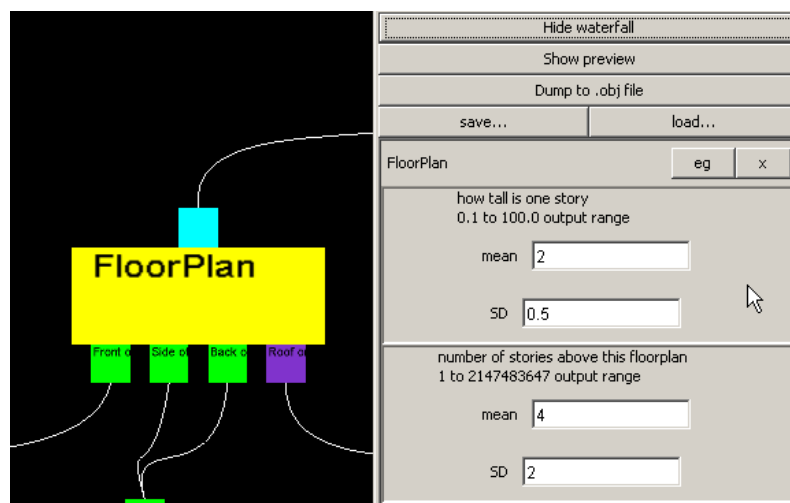 FloorPlan
Front o
Side of
Back o
Roof o
Hide waterfall
Show preview
Dump to .obj file
save...
load...
FloorPlan
eg
x
how tall is one story
0.1 to 100.0 output range
mean
2
SD
0.5
number of stories above this floorplan
1 to 2147483647 output range
mean
4
SD
2